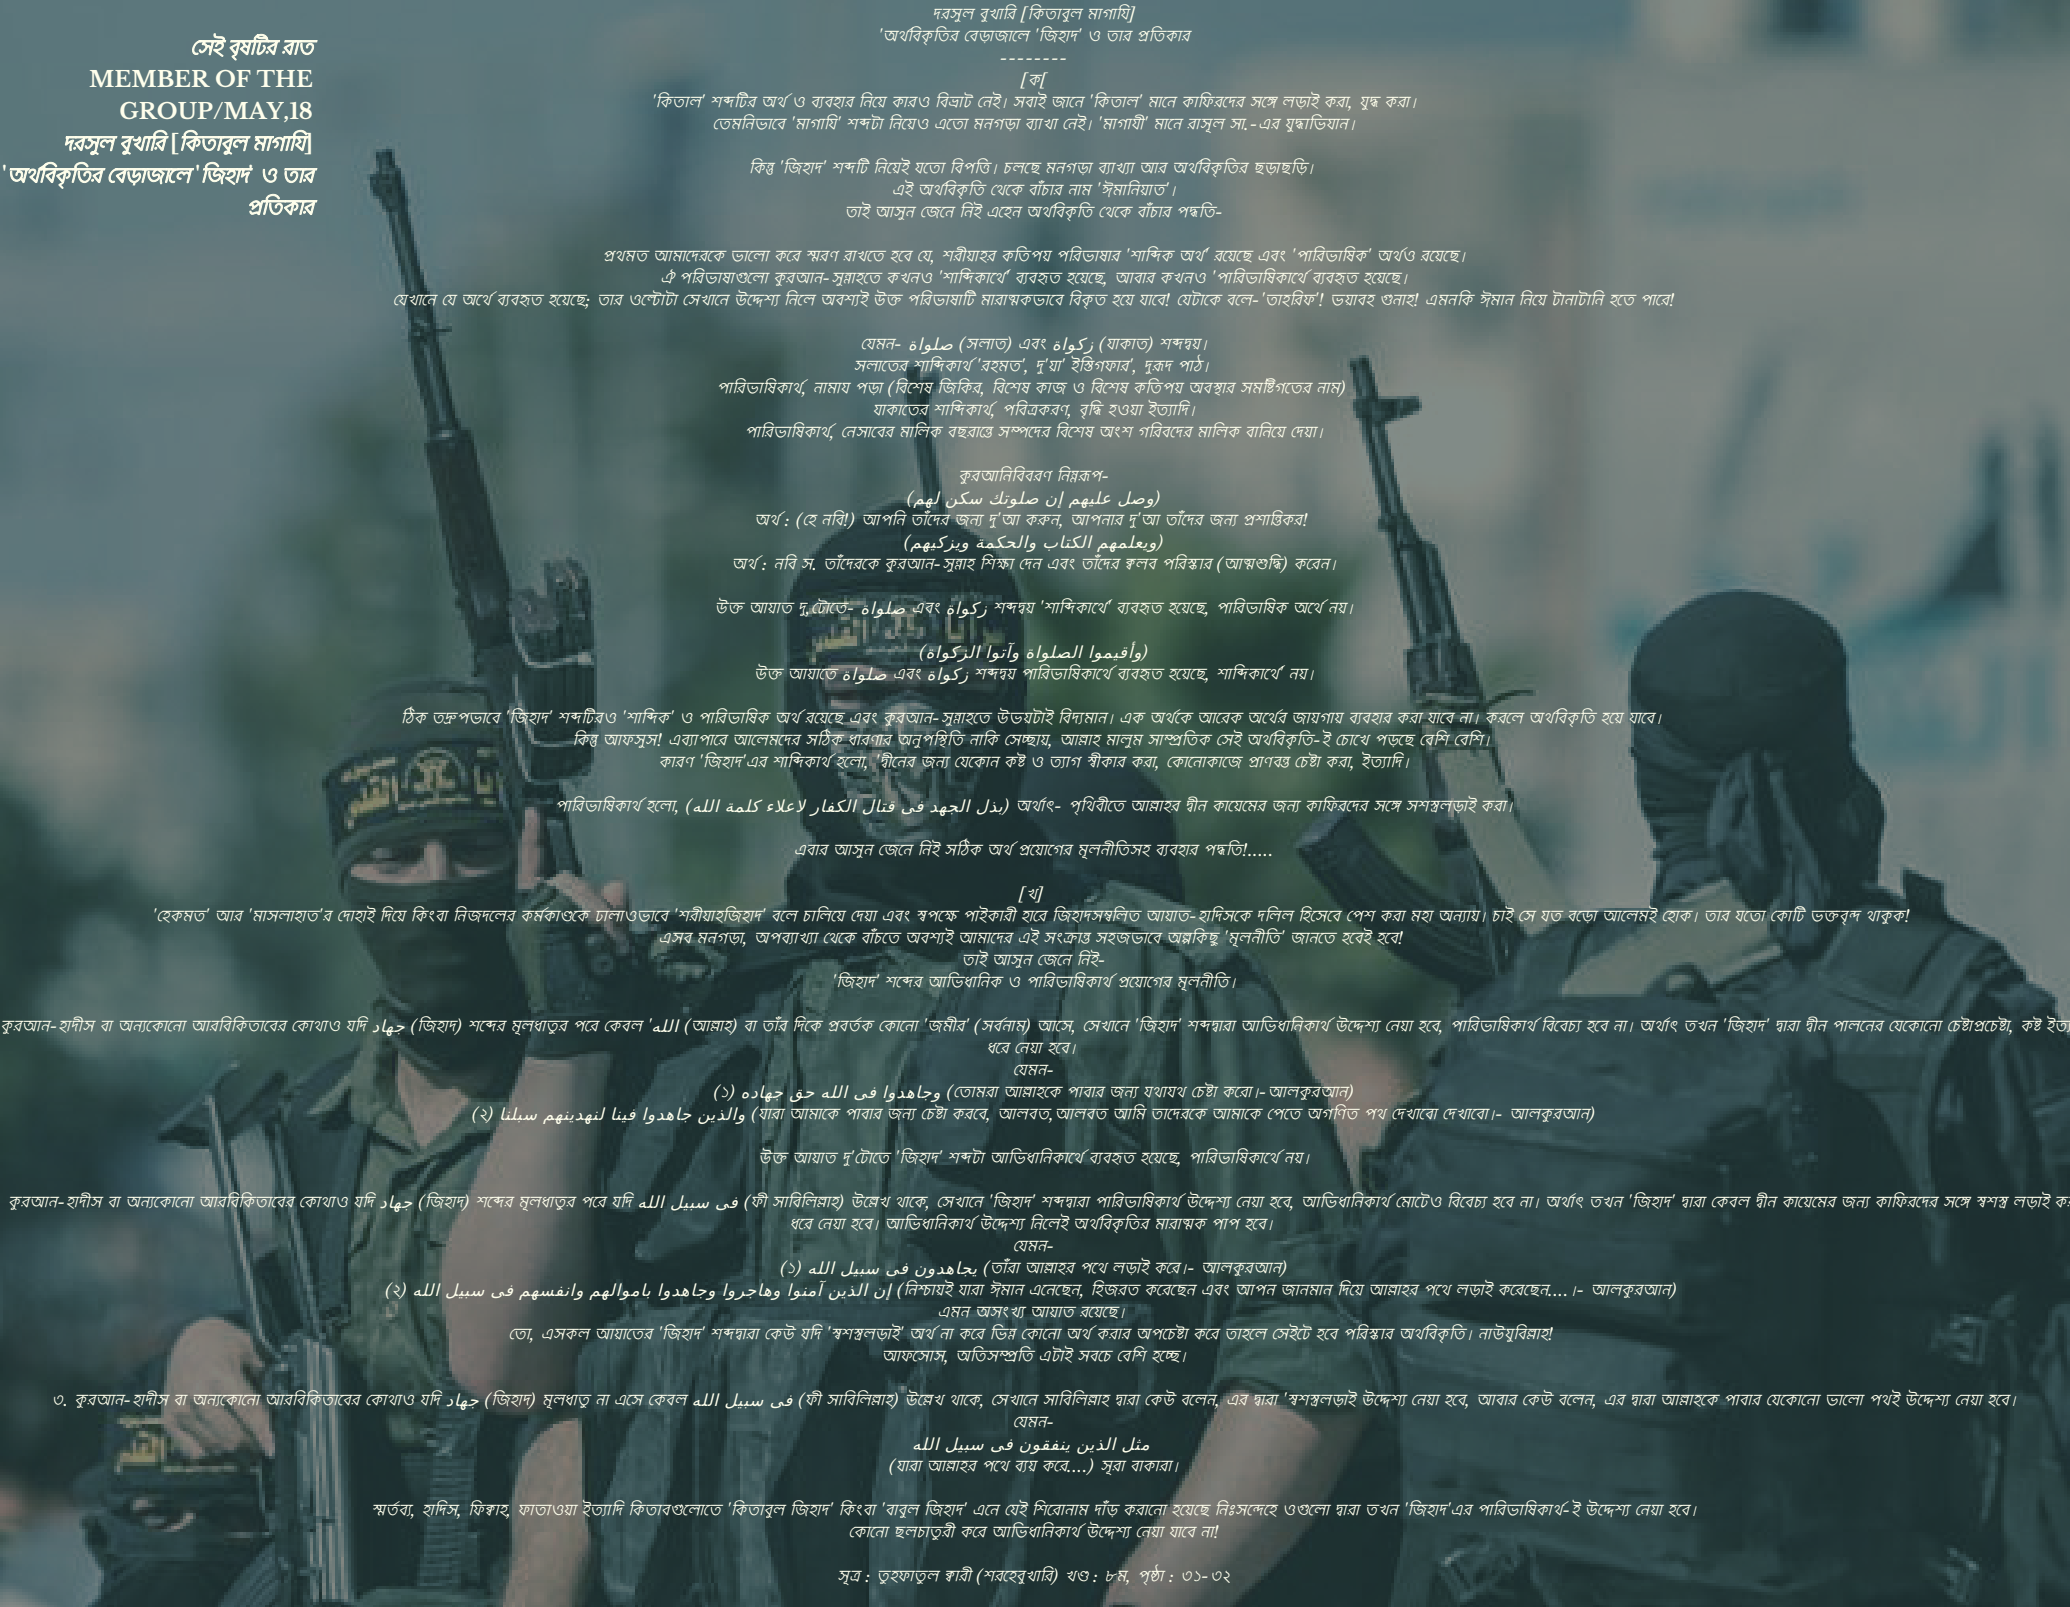 সেই বৃষটির রাত
MEMBER OF THE
GROUP/MAY,18
দরসুল বুখারি [কিতাবুল মাগাযি]
'অর্থবিকৃতির বেড়াজালে 'জিহাদ' ও তার
প্রতিকার
দরসুল বুখারি [কিতাবুল মাগাযি]
'অর্থবিকৃতির বেড়াজালে 'জিহাদ' ও তার প্রতিকার
--------
[ক[
'কিতাল' শব্দটির অর্থ ও ব্যবহার নিয়ে কারও বিভ্রাট নেই। সবাই জানে 'কিতাল' মানে কাফিরদের সঙ্গে লড়াই করা, যুদ্ধ করা।
তেমনিভাবে 'মাগাযি' শব্দটা নিয়েও এতো মনগড়া ব্যাখা নেই। 'মাগাযী' মানে রাসূল সা.-এর যুদ্ধাভিযান।
কিন্তু 'জিহাদ' শব্দটি নিয়েই যতো বিপত্তি। চলছে মনগড়া ব্যাখ্যা আর অর্থবিকৃতির ছড়াছড়ি।
এই অর্থবিকৃতি থেকে বাঁচার নাম 'ঈমানিয়াত'।
তাই আসুন জেনে নিই এহেন অর্থবিকৃতি থেকে বাঁচার পদ্ধতি-
প্রথমত আমাদেরকে ভালো করে স্মরণ রাখতে হবে যে, শরীয়াহর কতিপয় পরিভাষার 'শাব্দিক অর্থ' রয়েছে এবং 'পারিভাষিক' অর্থও রয়েছে।
ঐ পরিভাষাগুলো কুরআন-সুন্নাহতে কখনও 'শাব্দিকার্থে' ব্যবহৃত হয়েছে, আবার কখনও 'পারিভাষিকার্থে ব্যবহৃত হয়েছে।
যেখানে যে অর্থে ব্যবহৃত হয়েছে; তার ওল্টোটা সেখানে উদ্দেশ্য নিলে অবশ্যই উক্ত পরিভাষাটি মারাত্মকভাবে বিকৃত হয়ে যাবে! যেটাকে বলে-'তাহরিফ'! ভয়াবহ গুনাহ! এমনকি ঈমান নিয়ে টানাটানি হতে পারে!
যেমন- صلواة (সলাত) এবং زكواة (যাকাত) শব্দদ্বয়।
সলাতের শাব্দিকার্থ 'রহমত', দু'য়া' ইস্তিগফার', দুরূদ পাঠ।
পারিভাষিকার্থ, নামায পড়া (বিশেষ জিকির, বিশেষ কাজ ও বিশেষ কতিপয় অবস্থার সমষ্টিগতের নাম)
যাকাতের শাব্দিকার্থ, পবিত্রকরণ, বৃদ্ধি হওয়া ইত্যাদি।
পারিভাষিকার্থ, নেসাবের মালিক বছরান্তে সম্পদের বিশেষ অংশ গরিবদের মালিক বানিয়ে দেয়া।
কুরআনিবিবরণ নিম্নরূপ-
(وصل عليهم إن صلوتك سكن لهم)
অর্থ : (হে নবি!) আপনি তাঁদের জন্য দু'আ করুন, আপনার দু'আ তাঁদের জন্য প্রশান্তিকর!
(ويعلمهم الكتاب والحكمة ويزكيهم)
অর্থ : নবি স. তাঁদেরকে কুরআন-সুন্নাহ শিক্ষা দেন এবং তাঁদের ক্বলব পরিস্কার (আত্মশুদ্ধি) করেন।
উক্ত আয়াত দু,টোতে- صلواة এবং زكواة শব্দদ্বয় 'শাব্দিকার্থে' ব্যবহৃত হয়েছে, পারিভাষিক অর্থে নয়।
(وأقيموا الصلواة وآتوا الزكواة)
উক্ত আয়াতে صلواة এবং زكواة শব্দদ্বয় পারিভাষিকার্থে ব্যবহৃত হয়েছে, শাব্দিকার্থে' নয়।
ঠিক তদ্রুপভাবে 'জিহাদ' শব্দটিরও 'শাব্দিক' ও পারিভাষিক অর্থ রয়েছে এবং কুরআন-সুন্নাহতে উভয়টাই বিদ্যমান। এক অর্থকে আরেক অর্থের জায়গায় ব্যবহার করা যাবে না। করলে অর্থবিকৃতি হয়ে যাবে।
কিন্তু আফসুস! এব্যাপারে আলেমদের সঠিক ধারণার অনুপস্থিতি নাকি সেচ্ছায়, আল্লাহ মালুম সাম্প্রতিক সেই অর্থবিকৃতি-ই চোখে পড়ছে বেশি বেশি।
কারণ 'জিহাদ'এর শাব্দিকার্থ হলো, 'দ্বীনের জন্য যেকোন কষ্ট ও ত্যাগ স্বীকার করা, কোনোকাজে প্রাণবন্ত চেষ্টা করা, ইত্যাদি।
পারিভাষিকার্থ হলো, (بذل الجهد فى قتال الكفار لاعلاء كلمة الله) অর্থাৎ- পৃথিবীতে আল্লাহর দ্বীন কায়েমের জন্য কাফিরদের সঙ্গে সশস্ত্রলড়াই করা।
এবার আসুন জেনে নিই সঠিক অর্থ প্রয়োগের মূলনীতিসহ ব্যবহার পদ্ধতি!.....
[খ]
'হেকমত' আর 'মাসলাহাত'র দোহাই দিয়ে কিংবা নিজদলের কর্মকাণ্ডকে ঢালাওভাবে 'শরীয়াহজিহাদ' বলে চালিয়ে দেয়া এবং স্বপক্ষে পাইকারী হারে জিহাদসম্বলিত আয়াত-হাদিসকে দলিল হিসেবে পেশ করা মহা অন্যায়। চাই সে যত বড়ো আলেমই হোক। তার যতো কোটি ভক্তবৃন্দ থাকুক!
এসব মনগড়া, অপব্যাখ্যা থেকে বাঁচতে অবশ্যই আমাদের এই সংক্রান্ত সহজভাবে অল্পকিছু 'মূলনীতি' জানতে হবেই হবে!
তাই আসুন জেনে নিই-
'জিহাদ' শব্দের আভিধানিক ও পারিভাষিকার্থ প্রয়োগের মূলনীতি।
কুরআন-হাদীস বা অন্যকোনো আরবিকিতাবের কোথাও যদি جهاد (জিহাদ) শব্দের মূলধাতুর পরে কেবল 'الله (আল্লাহ) বা তাঁর দিকে প্রবর্তক কোনো 'জমীর' (সর্বনাম) আসে, সেখানে 'জিহাদ' শব্দদ্বারা আভিধানিকার্থ উদ্দেশ্য নেয়া হবে, পারিভাষিকার্থ বিবেচ্য হবে না। অর্থাৎ তখন 'জিহাদ' দ্বারা দ্বীন পালনের যেকোনো চেষ্টাপ্রচেষ্টা, কষ্ট
ধরে নেয়া হবে।
যেমন-
(১) وجاهدوا فى الله حق جهاده (তোমরা আল্লাহকে পাবার জন্য যথাযথ চেষ্টা করো।-আলকুরআন)
(২) والذين جاهدوا فينا لنهدينهم سبلنا (যারা আমাকে পাবার জন্য চেষ্টা করবে, আলবত,আলবত আমি তাদেরকে আমাকে পেতে অগণিত পথ দেখাবো দেখাবো।- আলকুরআন)
উক্ত আয়াত দু'টোতে 'জিহাদ' শব্দটা আভিধানিকার্থে ব্যবহৃত হয়েছে, পারিভাষিকার্থে নয়।
কুরআন-হাদীস বা অন্যকোনো আরবিকিতাবের কোথাও যদি جهاد (জিহাদ) শব্দের মূলধাতুর পরে যদি فى سبيل الله (ফী সাবিলিল্লাহ) উল্লেখ থাকে, সেখানে 'জিহাদ' শব্দদ্বারা পারিভাষিকার্থ উদ্দেশ্য নেয়া হবে, আভিধানিকার্থ মোটেও বিবেচ্য হবে না। অর্থাৎ তখন 'জিহাদ' দ্বারা কেবল দ্বীন কায়েমের জন্য কাফিরদের সঙ্গে স্বশস্ত্র লড়াই
ধরে নেয়া হবে। আভিধানিকার্থ উদ্দেশ্য নিলেই অর্থবিকৃতির মারাত্মক পাপ হবে।
যেমন-
(১) يجاهدون فى سبيل الله (তাঁরা আল্লাহর পথে লড়াই করে।- আলকুরআন)
(২) إن الذين آمنوا وهاجروا وجاهدوا باموالهم وانفسهم فى سبيل الله (নিশ্চয়ই যারা ঈমান এনেছেন, হিজরত করেছেন এবং আপন জানমান দিয়ে আল্লাহর পথে লড়াই করেছেন....।- আলকুরআন)
এমন অসংখ্য আয়াত রয়েছে।
তো, এসকল আয়াতের 'জিহাদ' শব্দদ্বারা কেউ যদি 'স্বশস্ত্রলড়াই' অর্থ না করে ভিন্ন কোনো অর্থ করার অপচেষ্টা করে তাহলে সেইটে হবে পরিস্কার অর্থবিকৃতি। নাউযুবিল্লাহ!
আফসোস, অতিসম্প্রতি এটাই সবচে বেশি হচ্ছে।
৩. কুরআন-হাদীস বা অন্যকোনো আরবিকিতাবের কোথাও যদি جهاد (জিহাদ) মূলধাতু না এসে কেবল فى سبيل الله (ফী সাবিলিল্লাহ) উল্লেখ থাকে, সেখানে সাবিলিল্লাহ দ্বারা কেউ বলেন, এর দ্বারা 'স্বশস্ত্রলড়াই উদ্দেশ্য নেয়া হবে, আবার কেউ বলেন, এর দ্বারা আল্লাহকে পাবার যেকোনো ভালো পথই উদ্দেশ্য নেয়া হবে।
যেমন-
مثل الذين ينفقون فى سبيل الله
(যারা আল্লাহর পথে ব্যয় করে....) সূরা বাকারা।
স্মর্তব্য, হাদিস, ফিক্বাহ, ফাতাওয়া ইত্যাদি কিতাবগুলোতে 'কিতাবুল জিহাদ' কিংবা 'বাবুল জিহাদ' এনে যেই শিরোনাম দাঁড় করানো হয়েছে নিঃসন্দেহে ওগুলো দ্বারা তখন 'জিহাদ'এর পারিভাষিকার্থ-ই উদ্দেশ্য নেয়া হবে।
কোনো ছলচাতুরী করে আভিধানিকার্থ উদ্দেশ্য নেয়া যাবে না!
সূত্র : তুহফাতুল ক্বারী (শরহেবুখারি) খণ্ড : ৮ম, পৃষ্ঠা : ৩১-৩২